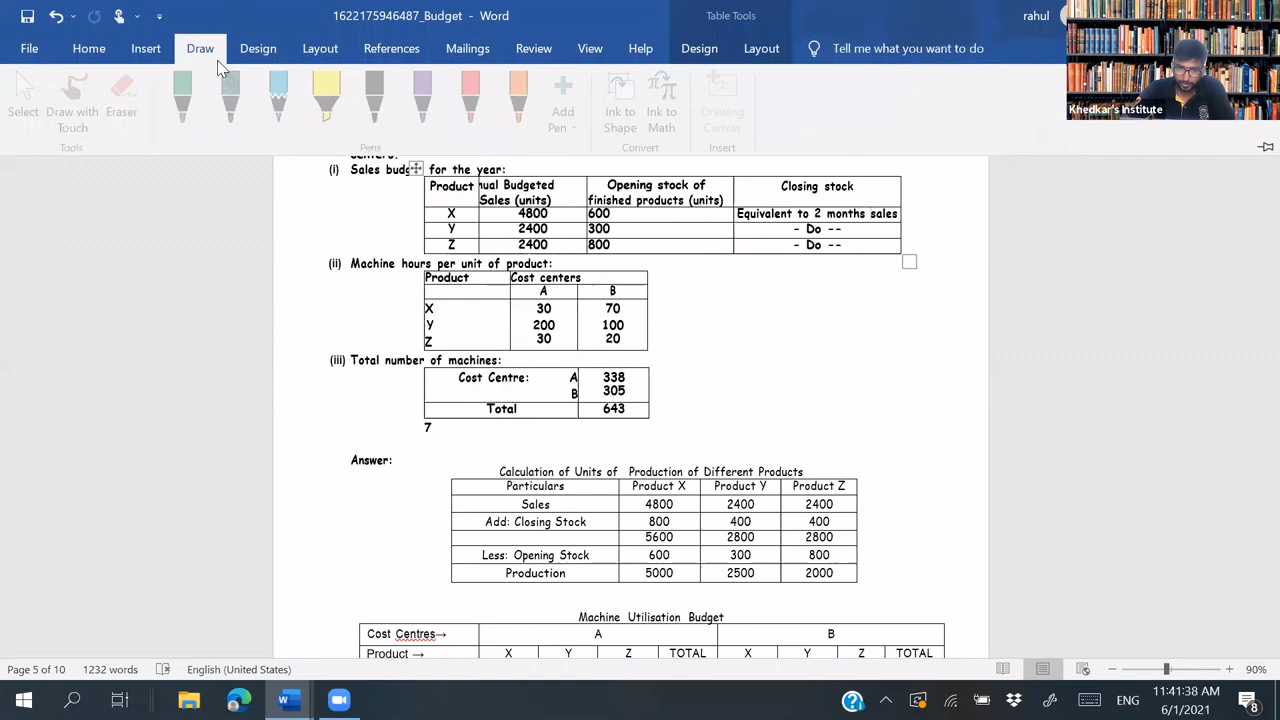 1622175946487_Budget - Word
Table Tools
rahul
File Home Insert Draw Design Layout References Mailings Review View Help Design Layout Tell me what you want to do
Select Draw with Touch Eraser Add Pen Ink to Shape Ink to Math Drawing Canvas
Tools Pens Convert Insert
Khedkar's Institute
(i) Sales budg for the year:
Product nual Budgeted Sales (units) Opening stock of finished products (units) Closing stock
X 4800 600 Equivalent to 2 months sales
Y 2400 300 - Do --
Z 2400 800 - Do --
(ii) Machine hours per unit of product:
Product Cost centers
A B
X 30 70
Y 200 100
Z 30 20
(iii) Total number of machines:
Cost Centre: A 338
B 305
Total 643
7
Answer:
Calculation of Units of Production of Different Products
Particulars Product X Product Y Product Z
Sales 4800 2400 2400
Add: Closing Stock 800 400 400
5600 2800 2800
Less: Opening Stock 600 300 800
Production 5000 2500 2000
Machine Utilisation Budget
Cost Centres→ A B
Product → X Y Z TOTAL X Y Z TOTAL
Page 5 of 10 1232 words English (United States) 90%
ENG 11:41:38 AM
6/1/2021 8